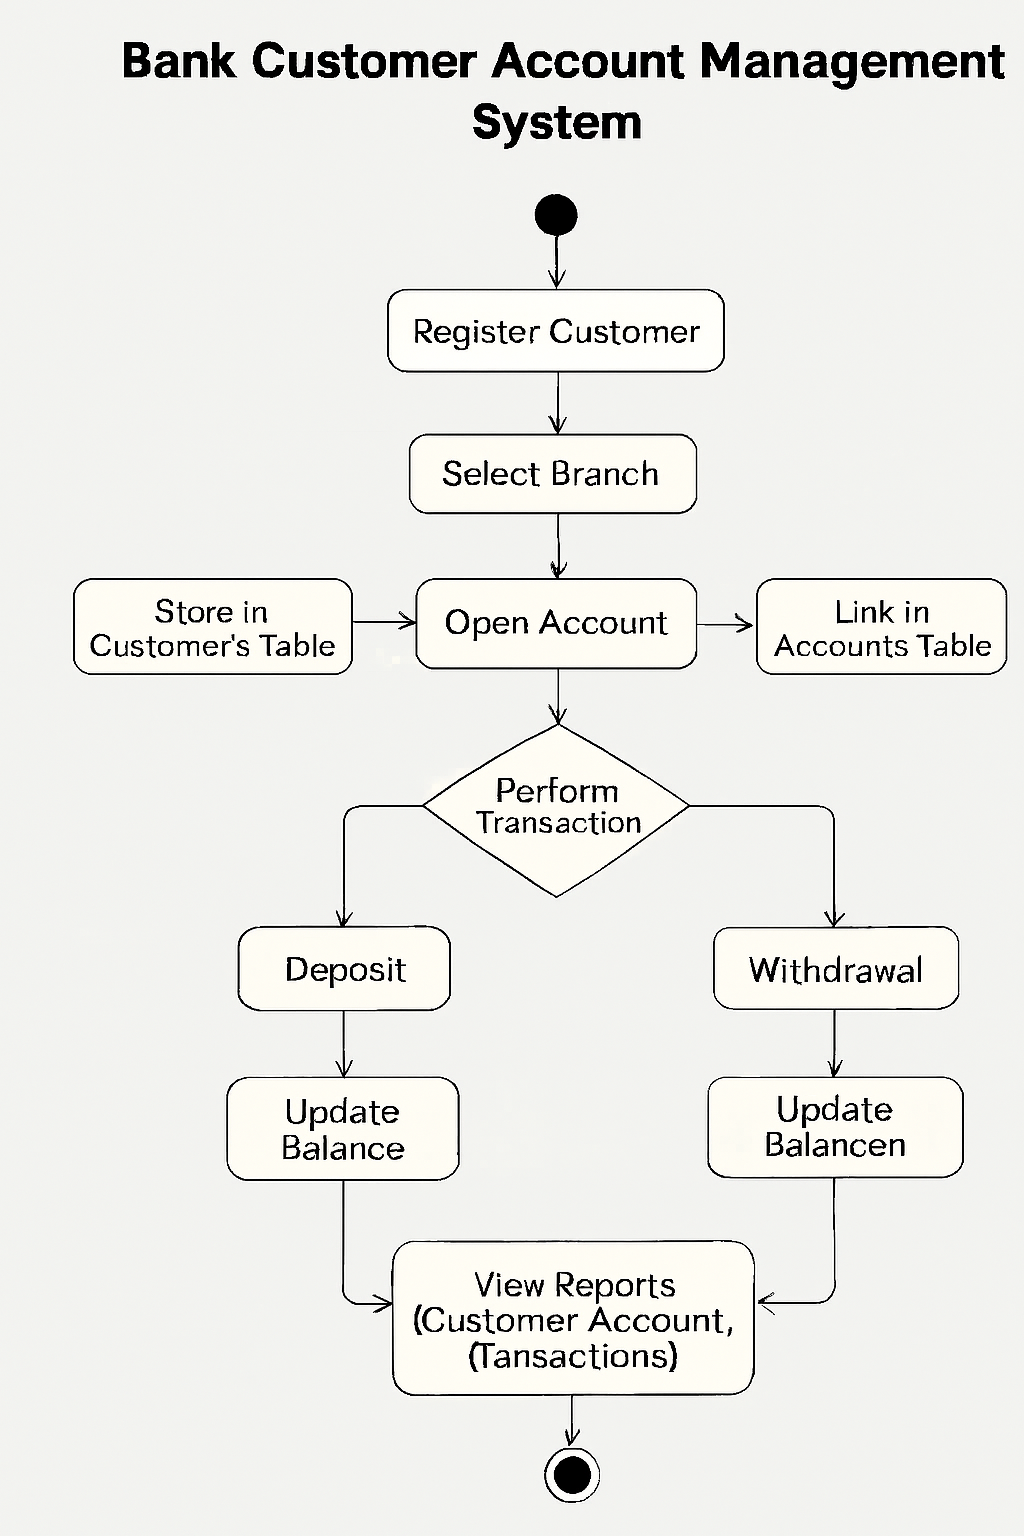 Bank Customer Account Management
System
Register Customer
Select Branch
Store in
Customer's Table
Open Account
Link in
Accounts Table
Perform
Transaction
Deposit
Withdrawal
Update
Balance
Update
Balancen
View Reports
(Customer Account,
(Tansactions)